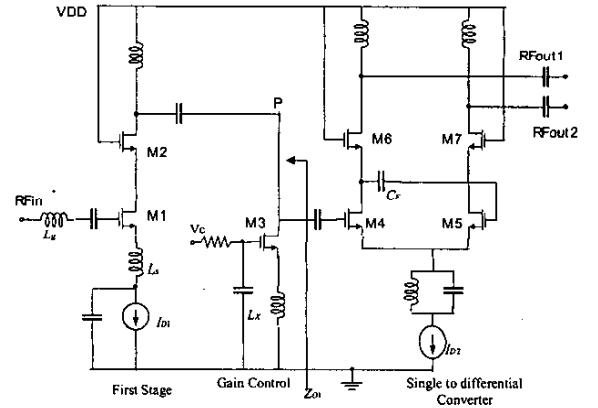 VDD
RFout1
P
RFout2
M2
M6
M7
RFin
M1
Vc
M3
M4
Cs
M5
Lg
Ls
Lx
ID1
ID2
First Stage
Gain Control
ZO1
Single to differential
Converter